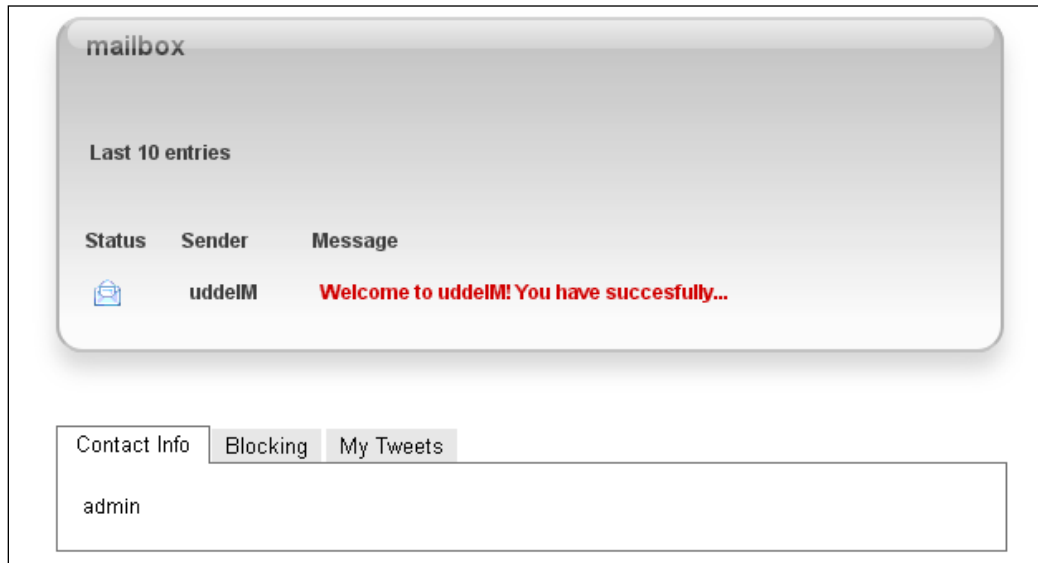 mailbox
Last 10 entries
Status Sender Message
uddeIM Welcome to uddeIM! You have succesfully...
Contact Info Blocking My Tweets
admin